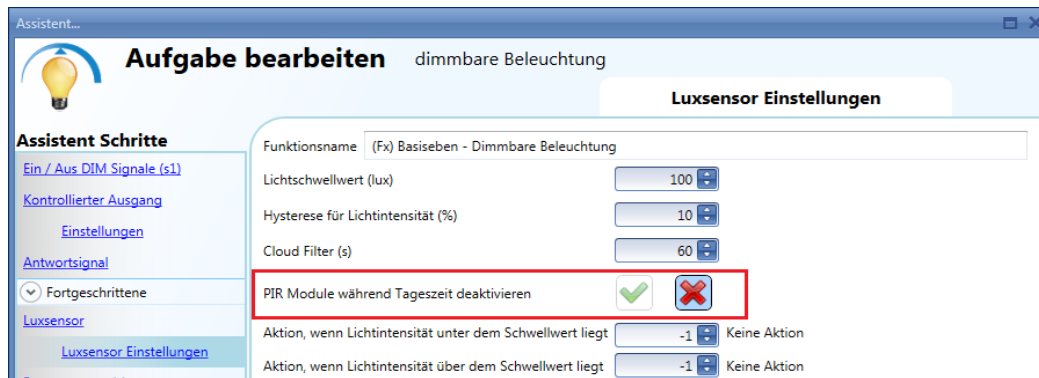 Assistent...
Aufgabe bearbeiten dimmbare Beleuchtung
Luxsensor Einstellungen
Assistent Schritte
Ein / Aus DIM Signale (s1)
Kontrollierter Ausgang
Einstellungen
Antwortsignal
Fortgeschrittene
Luxsensor
Luxsensor Einstellungen
Funktionsname (Fx) Basiseben - Dimmbare Beleuchtung
Lichtschwellwert (lux) 100
Hysterese für Lichtintensität (%) 10
Cloud Filter (s) 60
PIR Module während Tageszeit deaktivieren
Aktion, wenn Lichtintensität unter dem Schwellwert liegt -1 Keine Aktion
Aktion, wenn Lichtintensität über dem Schwellwert liegt -1 Keine Aktion